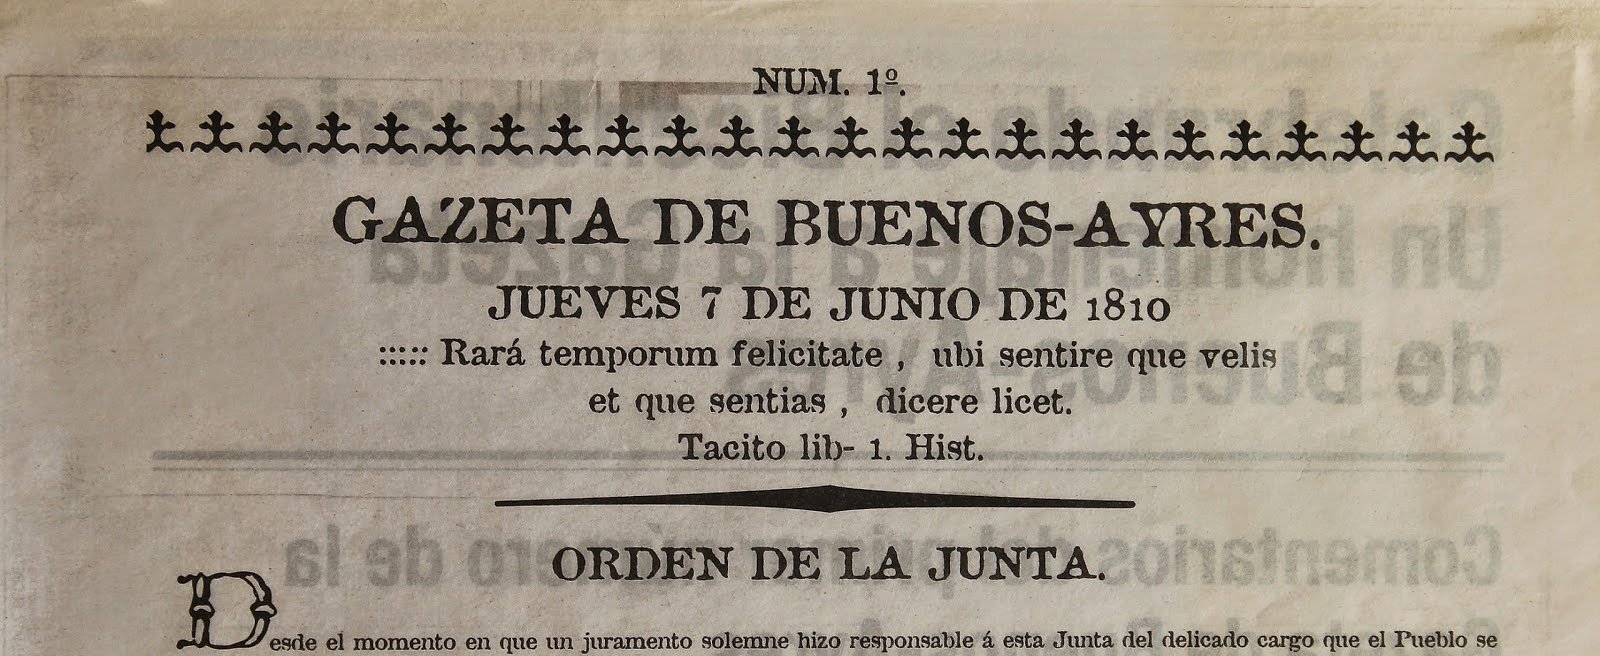 NUM. 1º.
GAZETA DE BUENOS-AYRES.
JUEVES 7 DE JUNIO DE 1810
::::: Rará temporum felicitate , ubi sentire que velis
et que sentias , dicere licet.
Tacito lib- 1. Hist.
ORDEN DE LA JUNTA.
Desde el momento en que un juramento solemne hizo responsable á esta Junta del delicado cargo que el Pueblo se